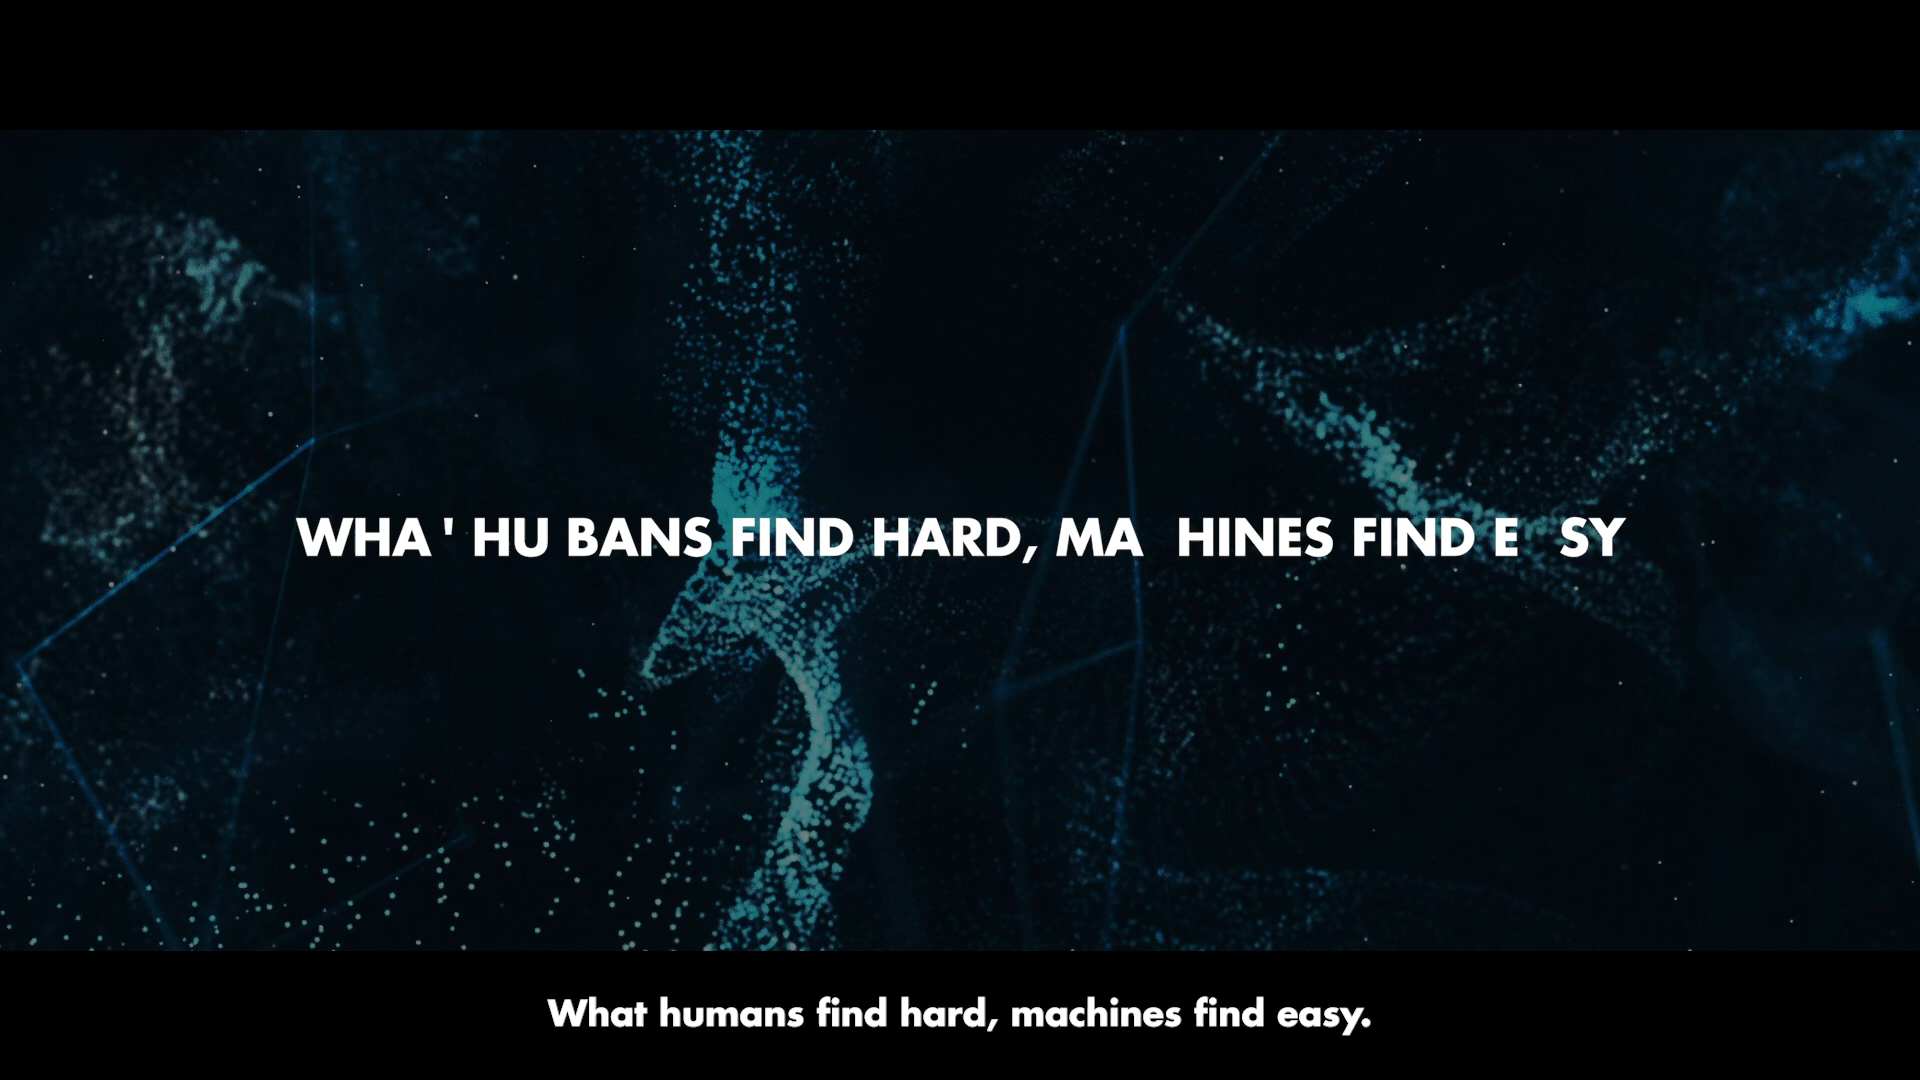 WHA ' HU BANS FIND HARD, MA HINES FIND E SY
What humans find hard, machines find easy.